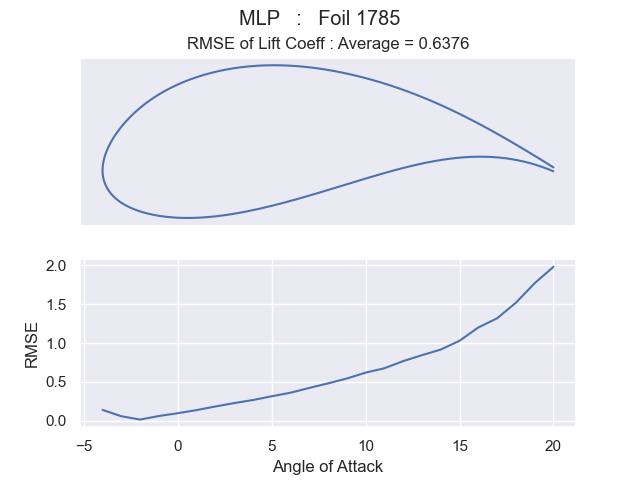 MLP   :   Foil 1785
RMSE of Lift Coeff : Average = 0.6376
2.0
1.5
1.0
0.5
0.0
RMSE
−5
0
5
10
15
20
Angle of Attack